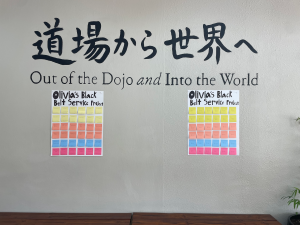 道場から世界へ
Out of the Dojo and Into the World
Olivia's Black
Belt Service Project
Olivia's Black
Belt Service Project